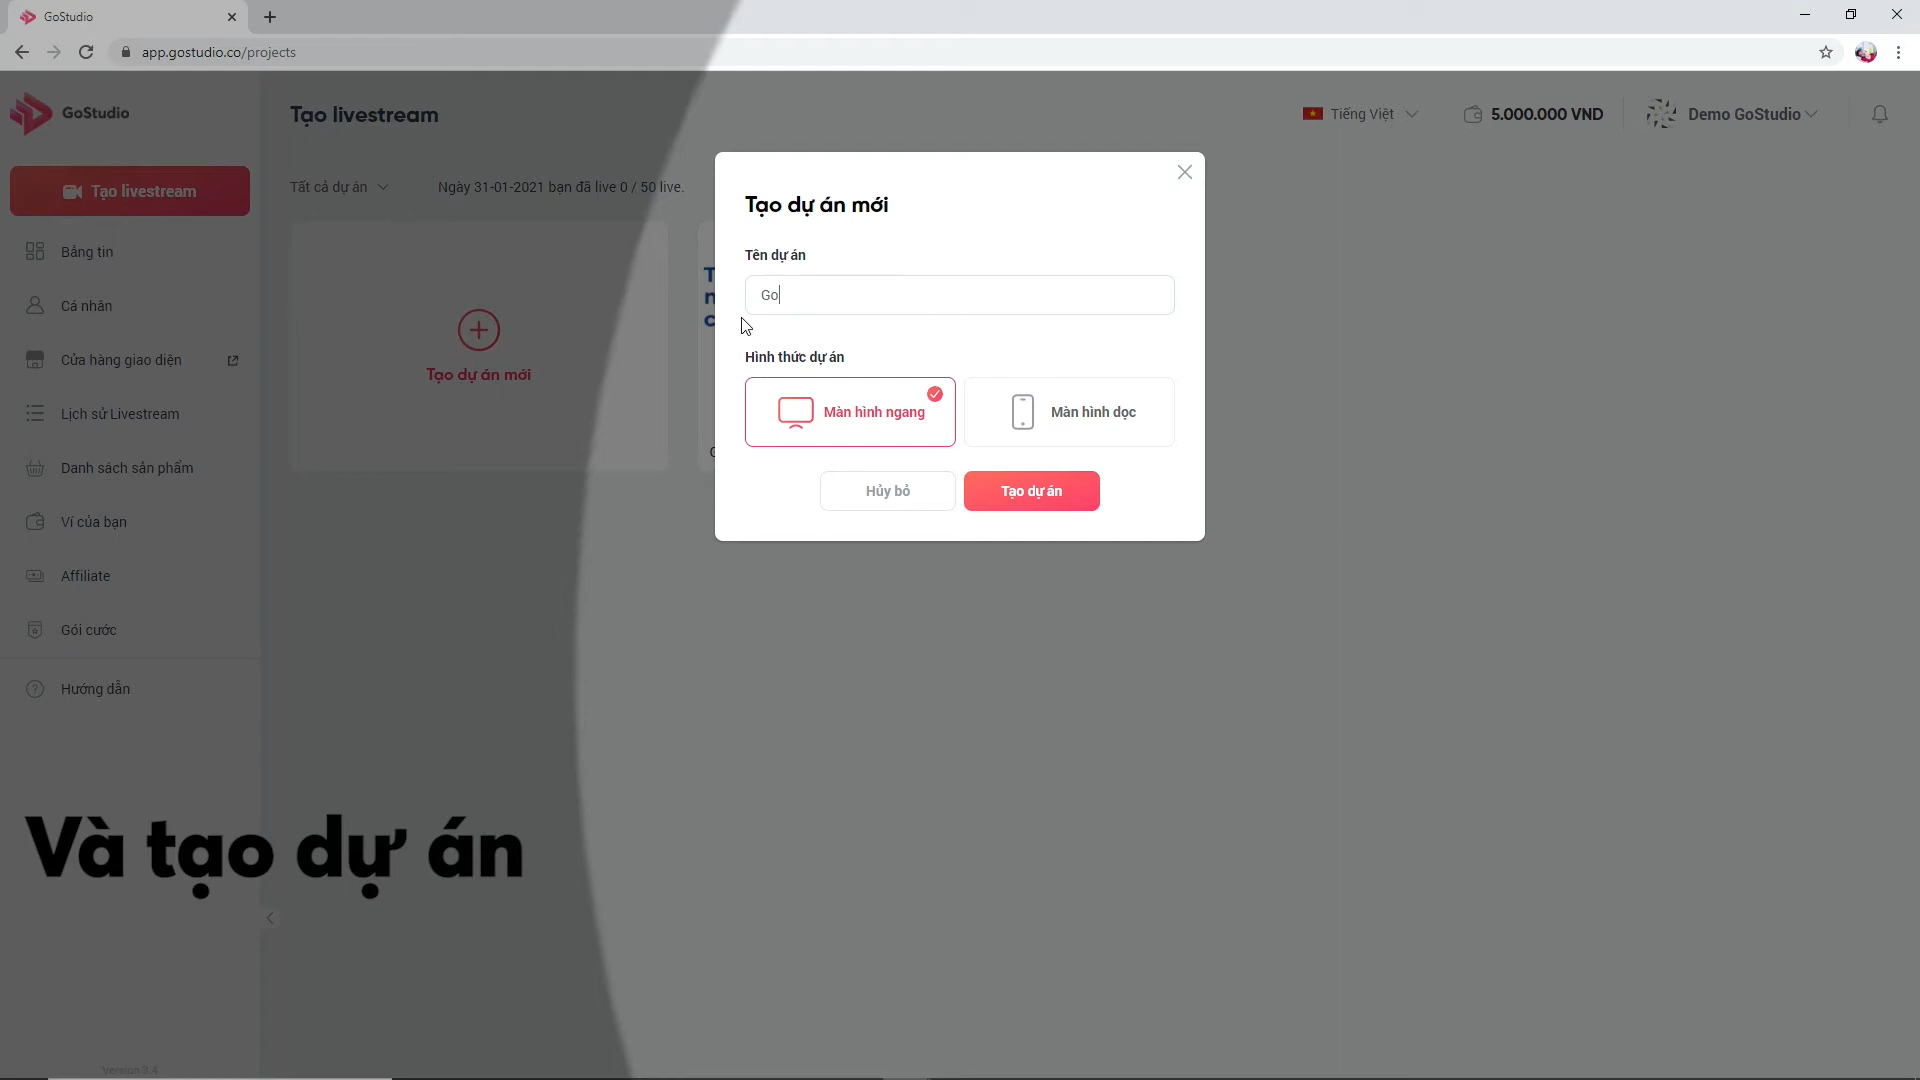 GoStudio
app.gostudio.co/projects
GoStudio
Tạo livestream
Tiếng Việt
5.000.000 VND
Demo GoStudio
Tạo livestream
Tất cả dự án
Ngày 31-01-2021 bạn đã live 0 / 50 live.
Bảng tin
Cá nhân
Cửa hàng giao diện
Lịch sử Livestream
Danh sách sản phẩm
Ví của bạn
Affiliate
Gói cước
Hướng dẫn
Tạo dự án mới
Tạo dự án mới
Tên dự án
Go
Hình thức dự án
Màn hình ngang
Màn hình dọc
Hủy bỏ
Tạo dự án
Và tạo dự án
Version 3.4